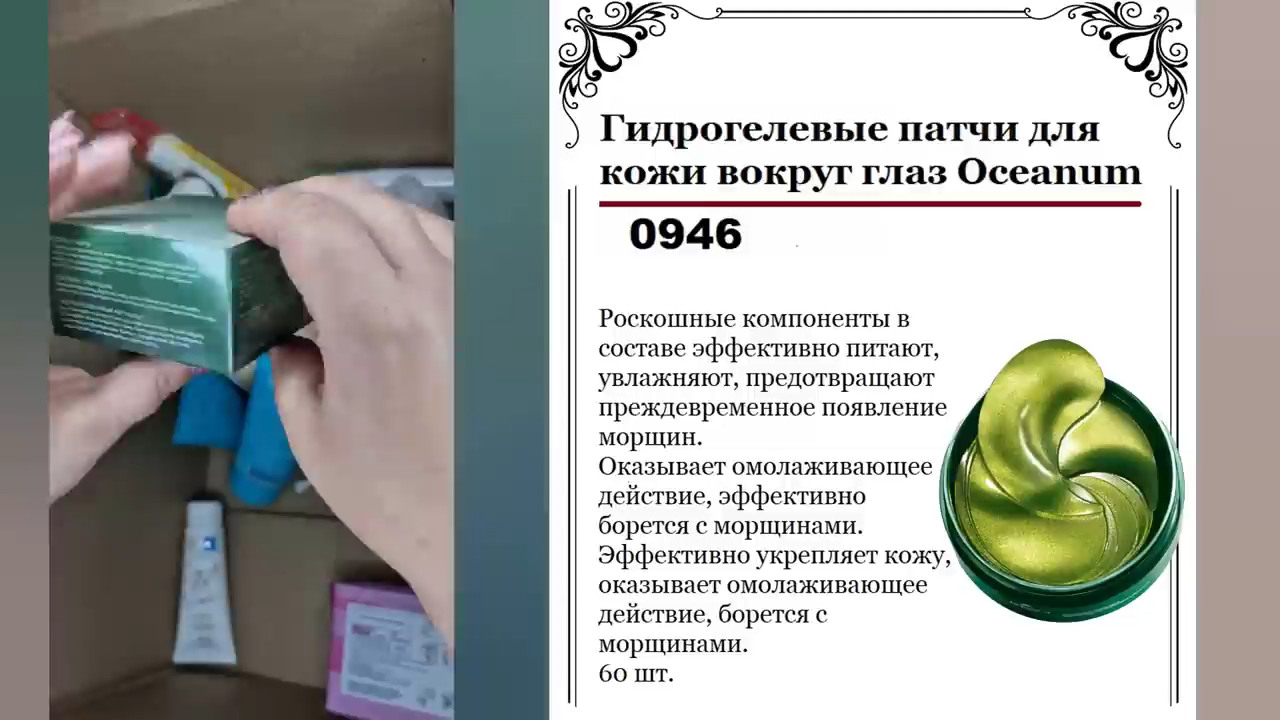 Гидрогелевые патчи для
кожи вокруг глаз Oceanum
0946
Роскошные компоненты в
составе эффективно питают,
увлажняют, предотвращают
преждевременное появление
морщин.
Оказывает омолаживающее
действие, эффективно
борется с морщинами.
Эффективно укрепляет кожу,
оказывает омолаживающее
действие, борется с
морщинами.
60 шт.